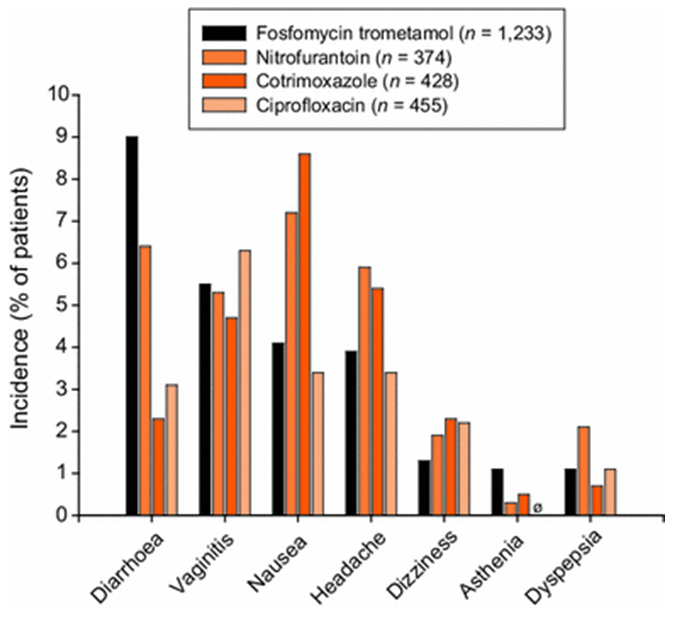 Fosfomycin trometamol (n = 1,233)
Nitrofurantoin (n = 374)
Cotrimoxazole (n = 428)
Ciprofloxacin (n = 455)
Incidence (% of patients)
10
9
8
7
6
5
4
3
2
1
0
ø
Diarrhoea
Vaginitis
Nausea
Headache
Dizziness
Asthenia
Dyspepsia